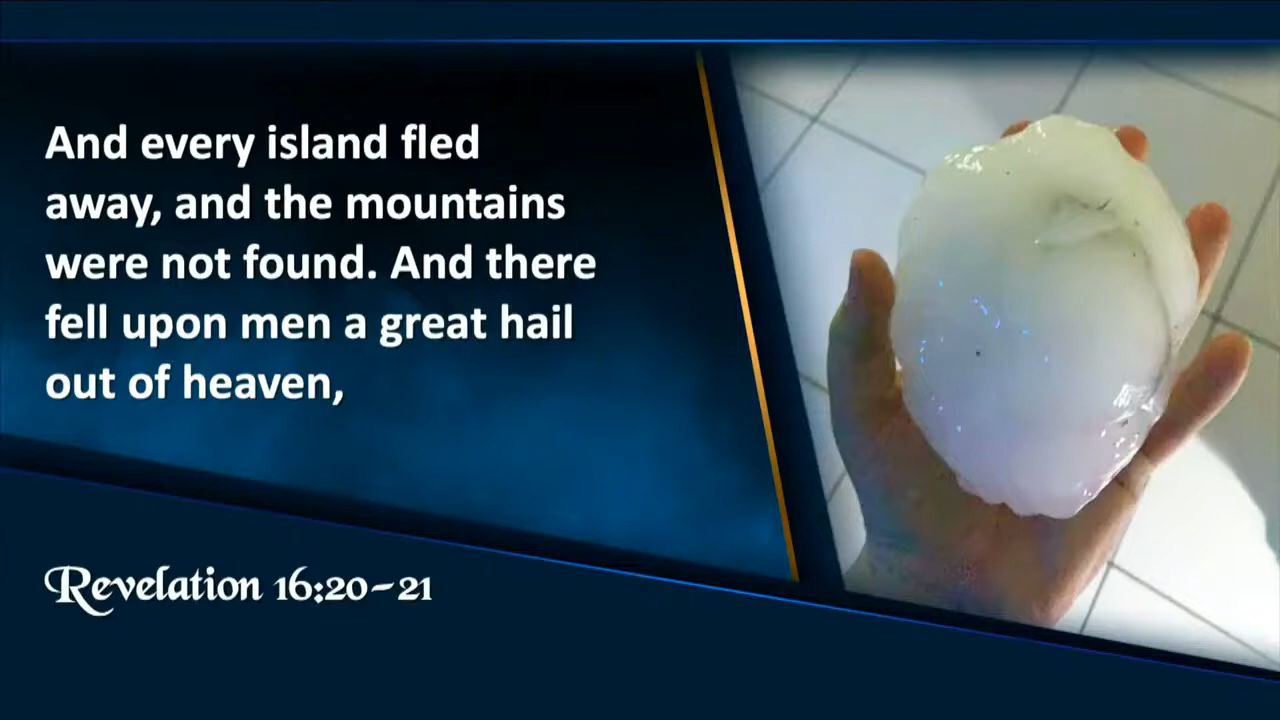 And every island fled
away, and the mountains
were not found. And there
fell upon men a great hail
out of heaven,
Revelation 16:20-21